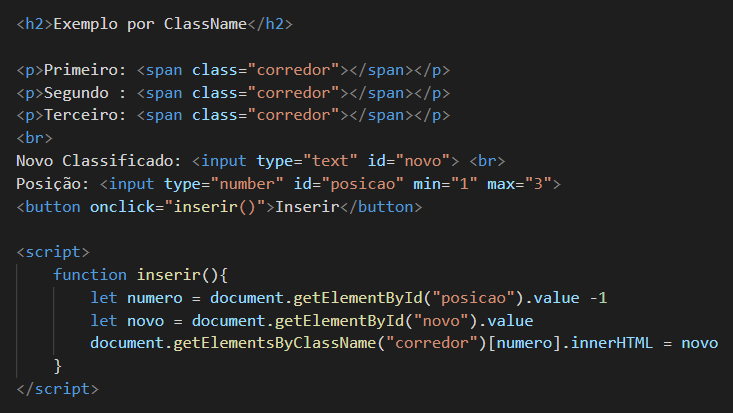 <h2>Exemplo por ClassName</h2>
<p>Primeiro: <span class="corredor"></span></p>
<p>Segundo : <span class="corredor"></span></p>
<p>Terceiro: <span class="corredor"></span></p>
<br>
Novo Classificado: <input type="text" id="novo"> <br>
Posição: <input type="number" id="posicao" min="1" max="3">
<button onclick="inserir()">Inserir</button>
<script>
function inserir(){
let numero = document.getElementById("posicao").value -1
let novo = document.getElementById("novo").value
document.getElementsByClassName("corredor")[numero].innerHTML = novo
}
</script>